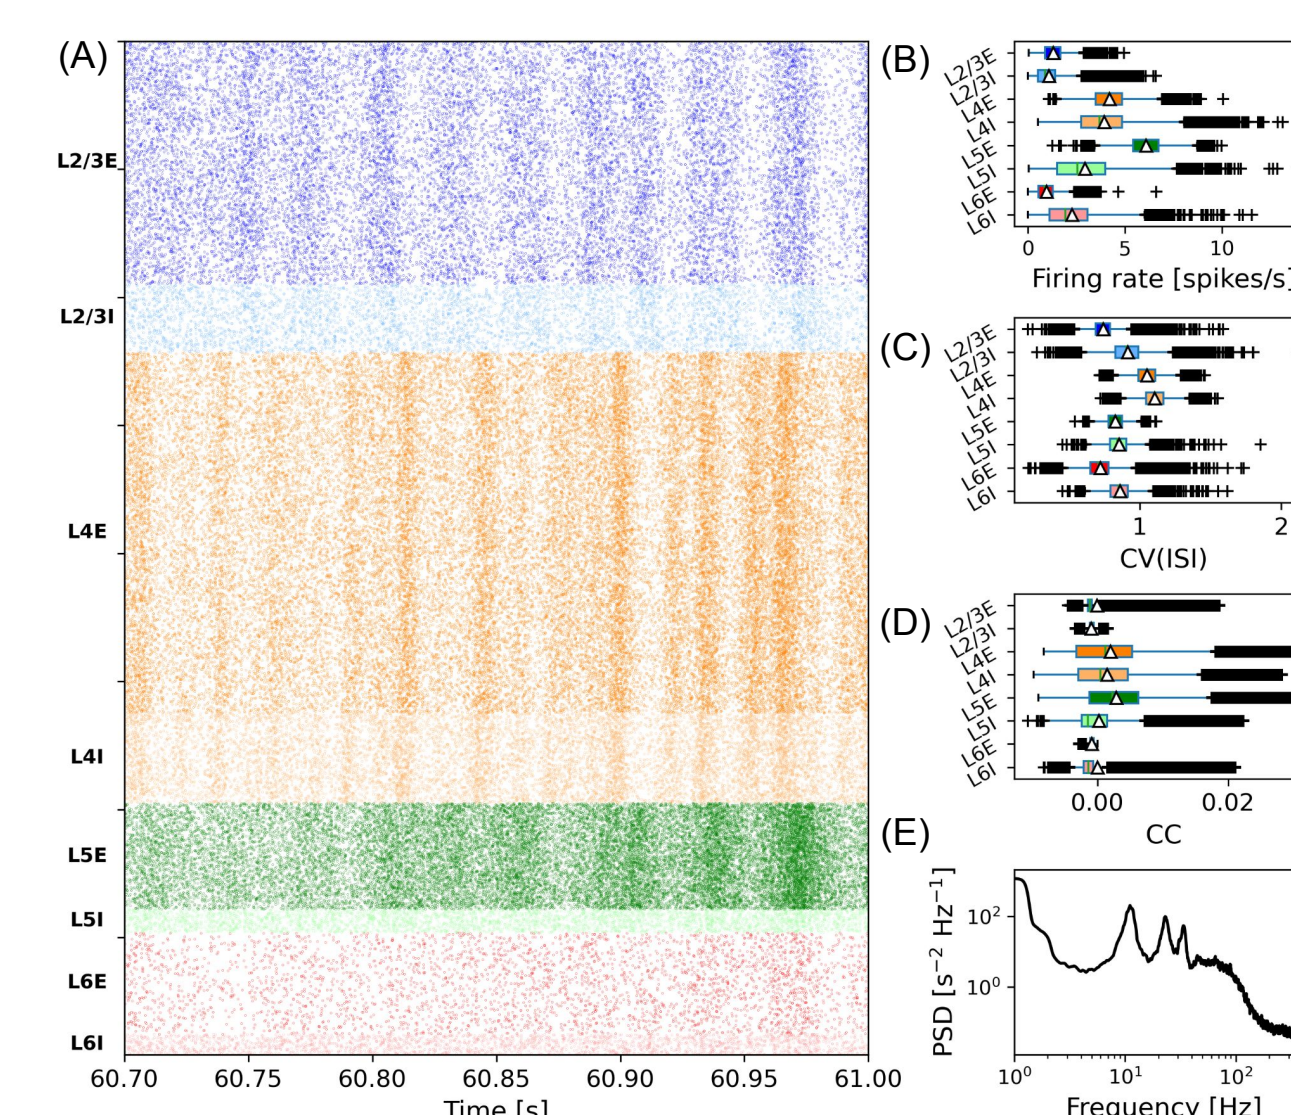 (A)
L2/3E
L2/3I
L4E
L4I
L5E
L5I
L6E
L6I
60.70 60.75 60.80 60.85 60.90 60.95 61.00
Time [s]
(B)
L2/3E
L2/3I
L4E
L4I
L5E
L5I
L6E
L6I
0 5 10
Firing rate [spikes/s]
(C)
L2/3E
L2/3I
L4E
L4I
L5E
L5I
L6E
L6I
1 2
CV(ISI)
(D)
L2/3E
L2/3I
L4E
L4I
L5E
L5I
L6E
L6I
0.00 0.02
CC
(E)
PSD [s⁻² Hz⁻¹]
10²
10⁰
10⁰ 10¹ 10²
Frequency [Hz]